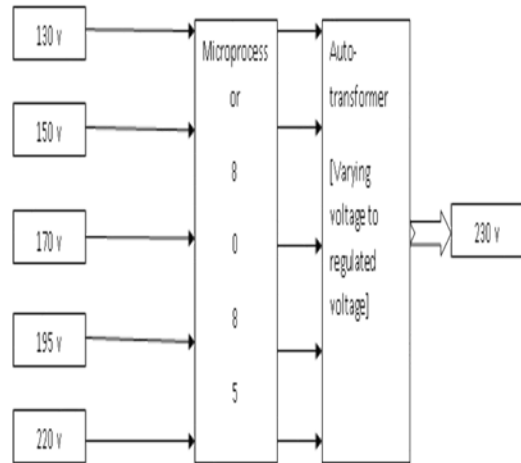 130 v
150 v
170 v
195 v
220 v
Microprocess
or
8
0
8
5
Auto-
transformer
[Varying
voltage to
regulated
voltage]
230 v